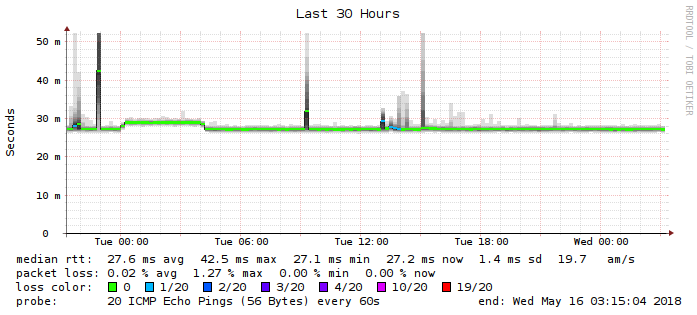 Last 30 Hours
RRDTOOL / TOBI OETIKER
Seconds
50 m
40 m
30 m
20 m
10 m
0
Tue 00:00 Tue 06:00 Tue 12:00 Tue 18:00 Wed 00:00
median rtt: 27.6 ms avg 42.5 ms max 27.1 ms min 27.2 ms now 1.4 ms sd 19.7 am/s
packet loss: 0.02 % avg 1.27 % max 0.00 % min 0.00 % now
loss color: 0 1/20 2/20 3/20 4/20 10/20 19/20
probe: 20 ICMP Echo Pings (56 Bytes) every 60s end: Wed May 16 03:15:04 2018